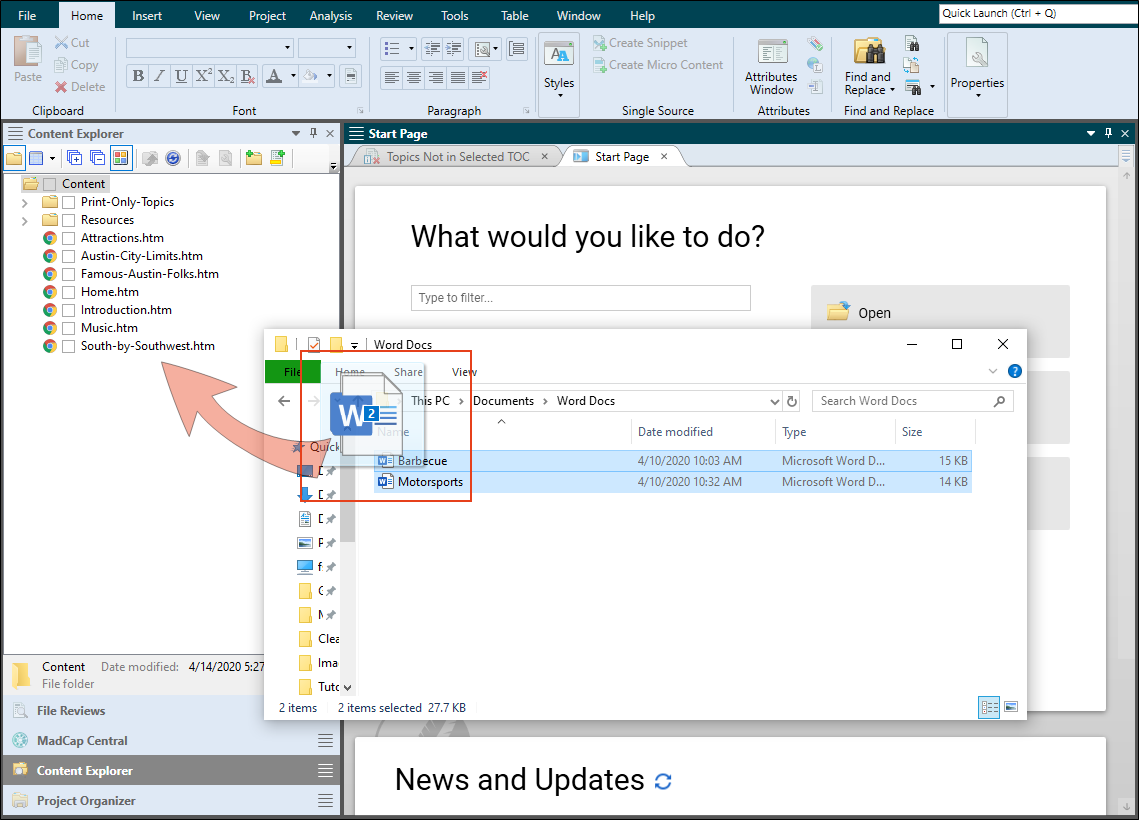 File Home Insert View Project Analysis Review Tools Table Window Help Quick Launch (Ctrl + Q)
Paste
Cut
Copy
Delete
Clipboard
B I U X² X₂ B A
Font
Paragraph
Styles
Create Snippet
Create Micro Content
Single Source
Attributes Window
Attributes
Find and Replace
Find and Replace
Properties
Content Explorer
Start Page
Topics Not in Selected TOC
Start Page
Content
Print-Only-Topics
Resources
Attractions.htm
Austin-City-Limits.htm
Famous-Austin-Folks.htm
Home.htm
Introduction.htm
Music.htm
South-by-Southwest.htm
What would you like to do?
Type to filter...
Open
Word Docs
File Home Share View
This PC Documents Word Docs Search Word Docs
W 2
Name Date modified Type Size
Quick
Barbecue 4/10/2020 10:03 AM Microsoft Word D... 15 KB
Motorsports 4/10/2020 10:32 AM Microsoft Word D... 14 KB
D
D
D
P
f
Clea
Ima
Tuto
2 items 2 items selected 27.7 KB
Content Date modified: 4/14/2020 5:27
File folder
File Reviews
MadCap Central
Content Explorer
Project Organizer
News and Updates